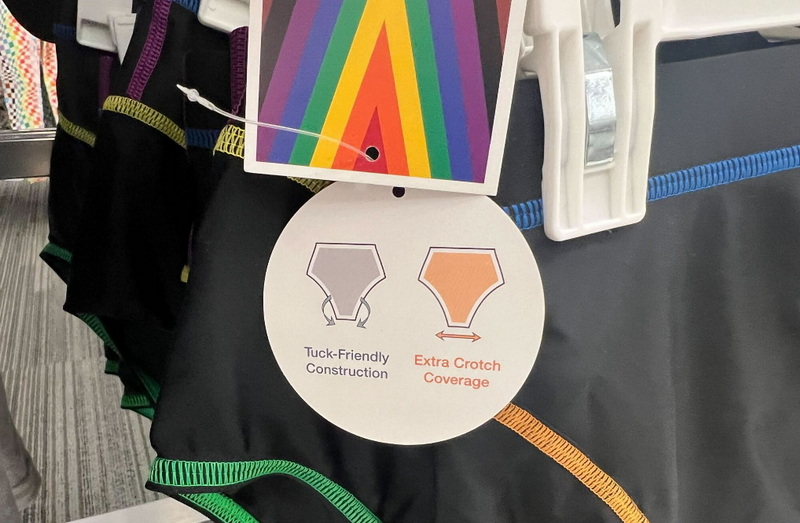 Tuck-Friendly
Construction
Extra Crotch
Coverage